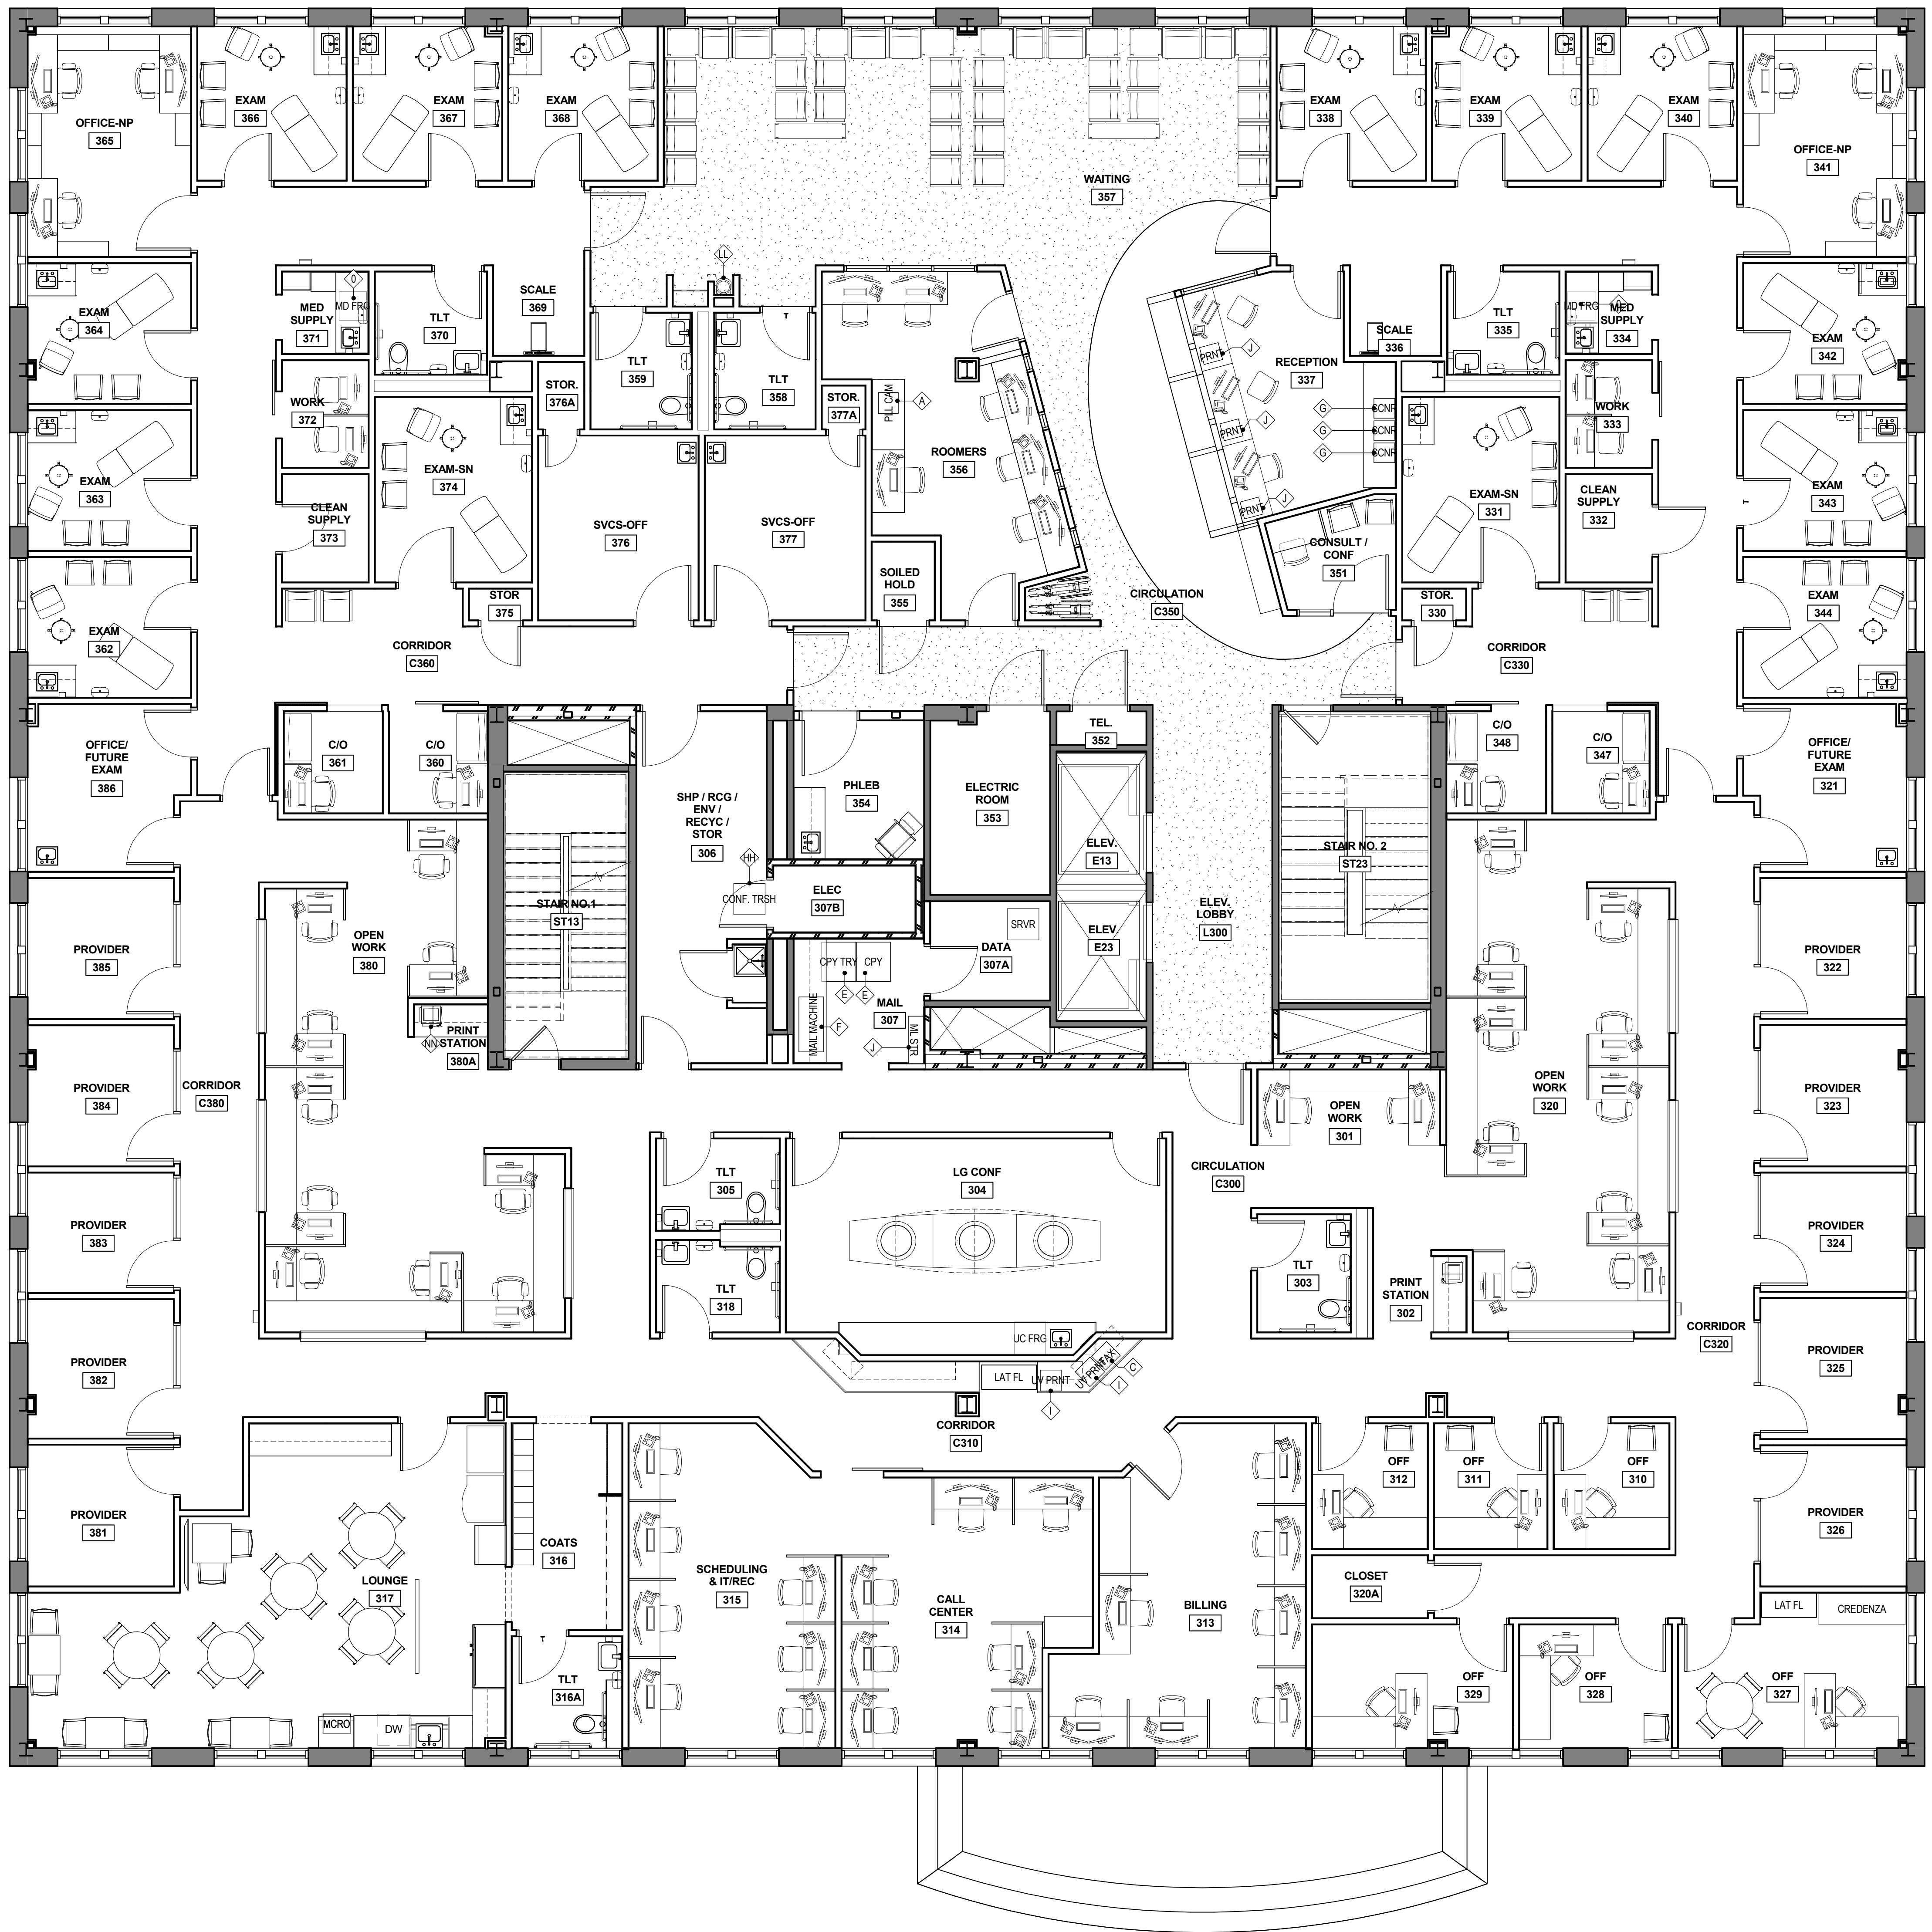 EXAM
366
EXAM
367
EXAM
368
EXAM
338
EXAM
339
EXAM
340
OFFICE-NP
365
OFFICE-NP
341
WAITING
357
LL
EXAM
364
MED
SUPPLY
371
O
MD FRG
TLT
370
SCALE
369
TLT
359
T
TLT
358
STOR.
376A
STOR.
377A
PLL CAM
A
ROOMERS
356
PRNT
J
PRNT
J
PRNT
J
RECEPTION
337
G
SCNR
G
SCNR
G
SCNR
SCALE
336
TLT
335
MD FRG
MED
SUPPLY
334
EXAM
342
WORK
372
WORK
333
EXAM
363
EXAM-SN
374
CLEAN
SUPPLY
373
SVCS-OFF
376
SVCS-OFF
377
SOILED
HOLD
355
CONSULT /
CONF
351
EXAM-SN
331
CLEAN
SUPPLY
332
EXAM
343
T
EXAM
362
STOR
375
CIRCULATION
C350
STOR.
330
EXAM
344
CORRIDOR
C360
CORRIDOR
C330
OFFICE/
FUTURE
EXAM
386
C/O
361
C/O
360
SHP / RCG /
ENV /
RECYC /
STOR
306
PHLEB
354
ELECTRIC
ROOM
353
TEL.
352
ELEV.
E13
C/O
348
C/O
347
OFFICE/
FUTURE
EXAM
321
STAIR NO. 2
ST23
HH
CONF. TRSH
ELEC
307B
STAIR NO.1
ST13
ELEV.
LOBBY
L300
PROVIDER
385
OPEN
WORK
380
SRVR
DATA
307A
ELEV.
E23
PROVIDER
322
CPY TRY
CPY
E
E
MAIL
307
MAIL MACHINE
F
J
ML STR
NN
PRINT
STATION
380A
PROVIDER
384
CORRIDOR
C380
OPEN
WORK
301
OPEN
WORK
320
PROVIDER
323
TLT
305
LG CONF
304
CIRCULATION
C300
PROVIDER
383
PROVIDER
324
TLT
318
TLT
303
PRINT
STATION
302
UC FRG
CORRIDOR
C320
PROVIDER
382
PROVIDER
325
LAT FL
UV PRNT
UV PRNT
FAX
C
I
I
CORRIDOR
C310
OFF
312
OFF
311
OFF
310
PROVIDER
381
PROVIDER
326
COATS
316
LOUNGE
317
SCHEDULING
& IT/REC
315
CALL
CENTER
314
BILLING
313
CLOSET
320A
LAT FL
CREDENZA
T
TLT
316A
OFF
329
OFF
328
OFF
327
MCRO
DW